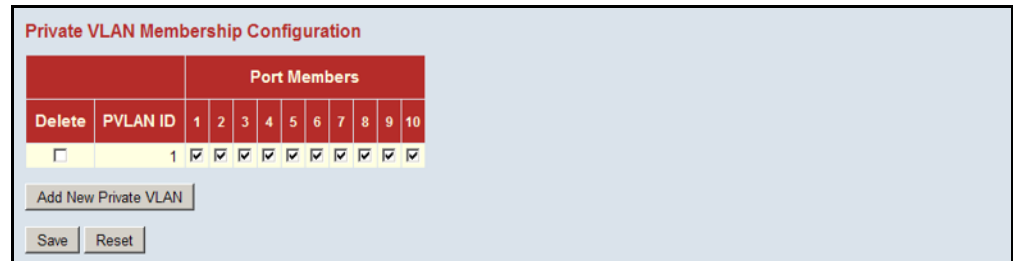 Private VLAN Membership Configuration
Port Members
Delete PVLAN ID 1 2 3 4 5 6 7 8 9 10
1
Add New Private VLAN
Save Reset